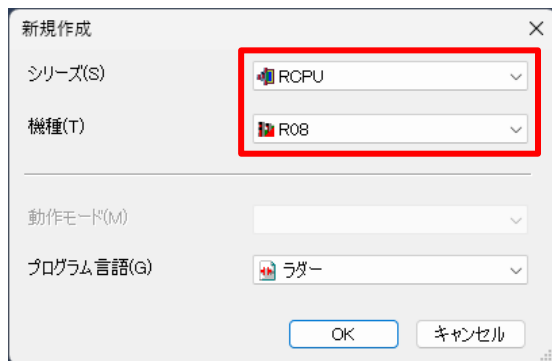 新規作成
シリーズ(S)
RCPU
機種(T)
R08
動作モード(M)
プログラム言語(G)
ラダー
OK
キャンセル